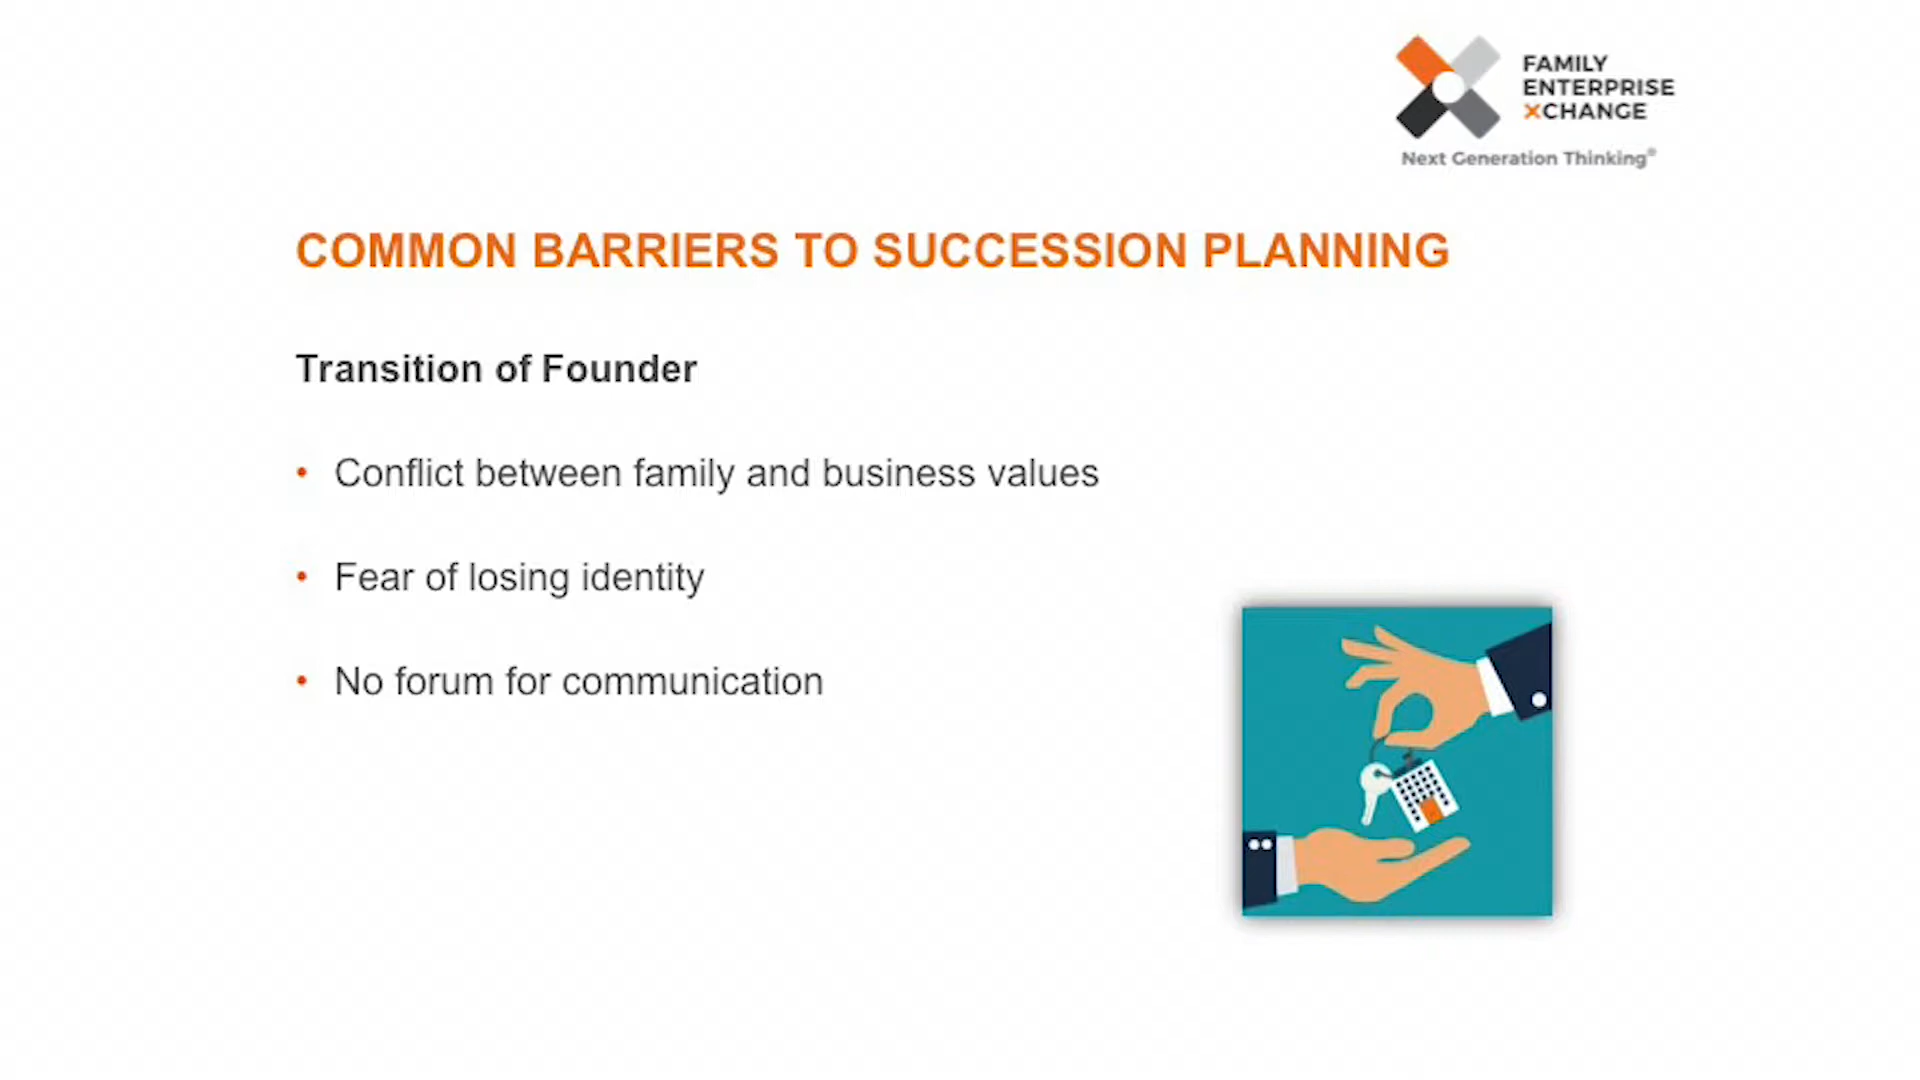 FAMILY
ENTERPRISE
XCHANGE
Next Generation Thinking®
COMMON BARRIERS TO SUCCESSION PLANNING
Transition of Founder
• Conflict between family and business values
• Fear of losing identity
• No forum for communication